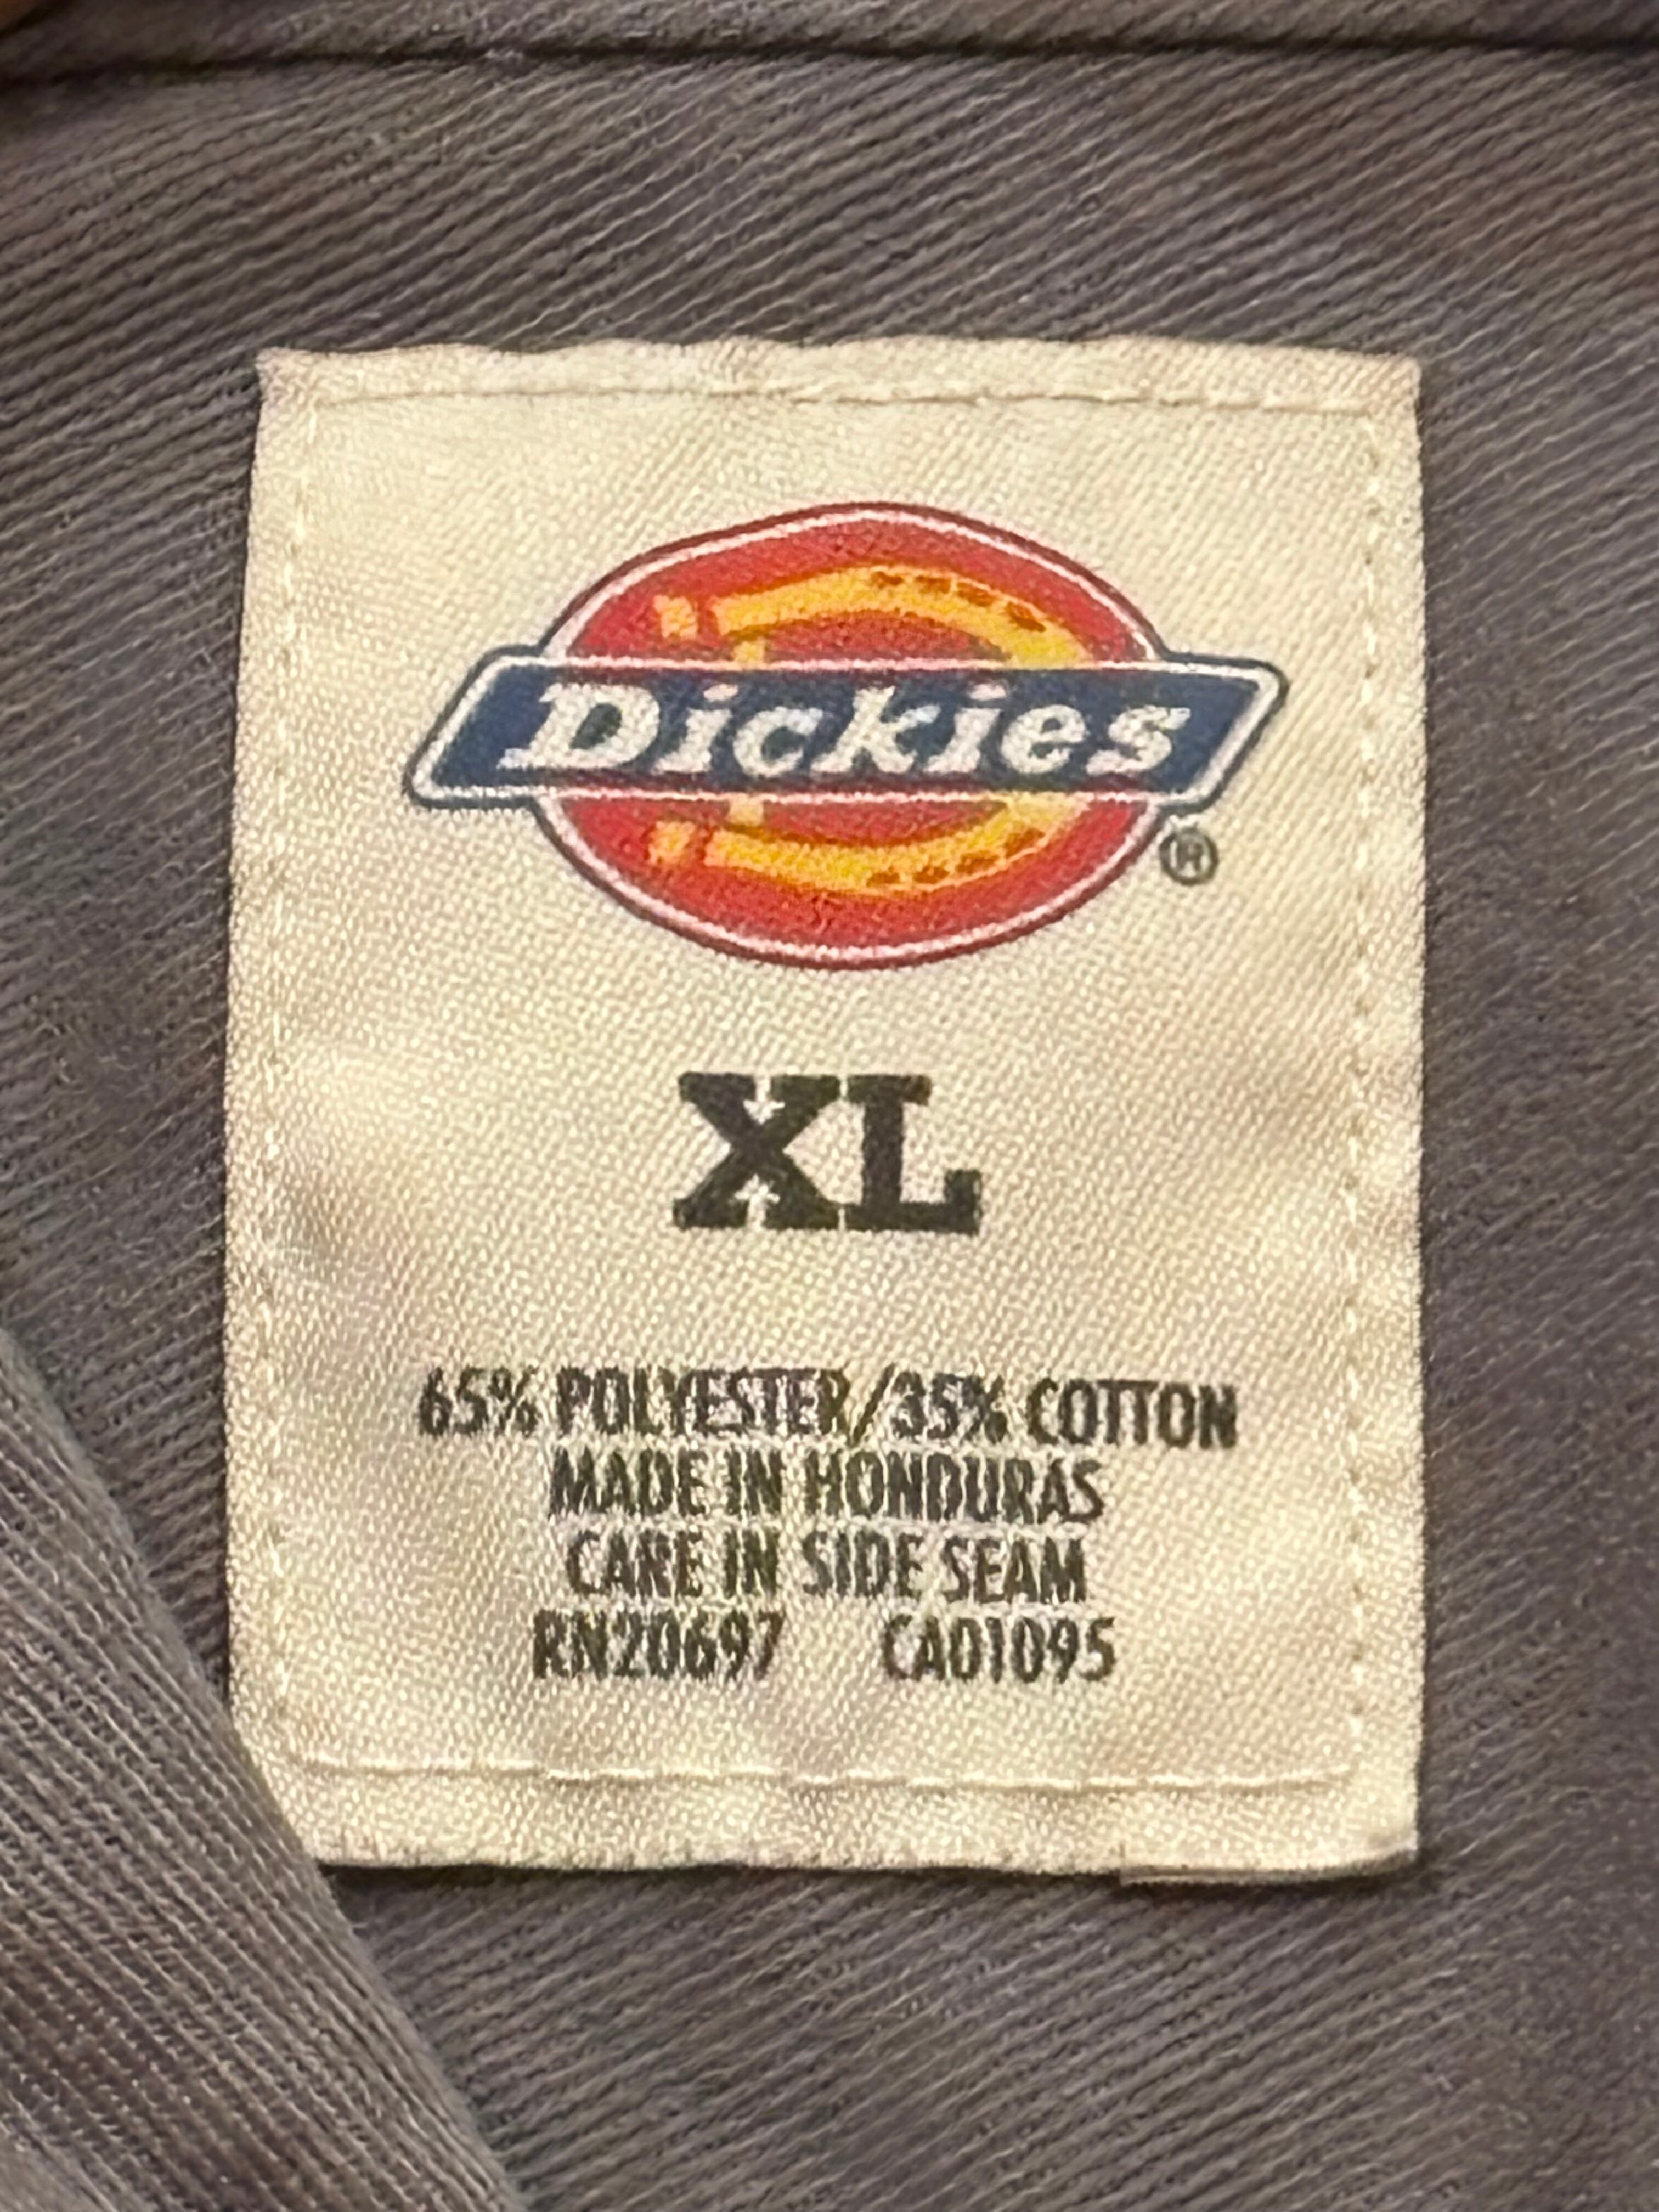 Dickies
®
XL
65% POLYESTER/35% COTTON
MADE IN HONDURAS
CARE IN SIDE SEAM
RN20697 CA01095